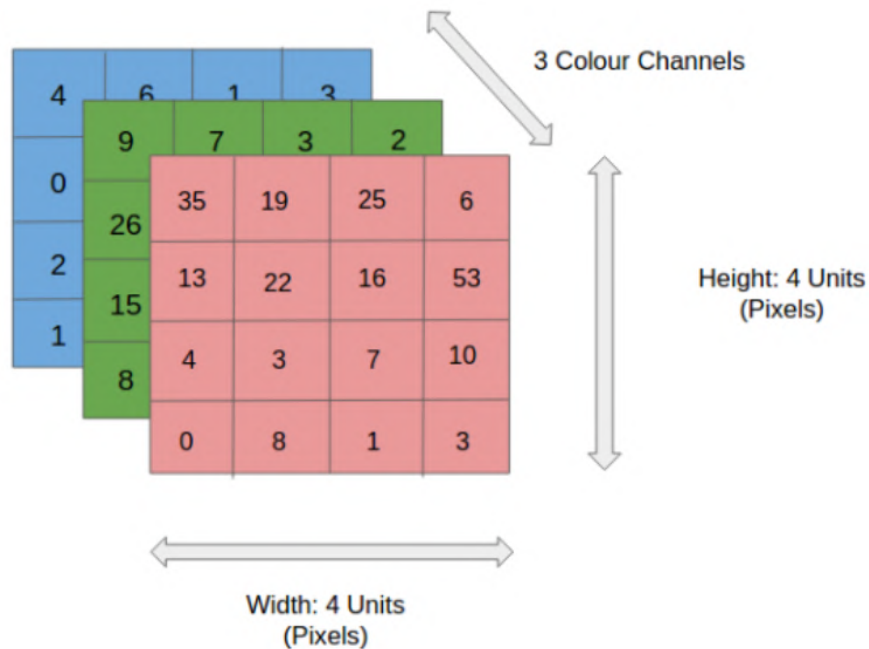 3 Colour Channels
4 6 1 3
9 7 3 2
0
35 19 25 6
26
13 22 16 53
2
Height: 4 Units
(Pixels)
15
1
4 3 7 10
8
0 8 1 3
Width: 4 Units
(Pixels)